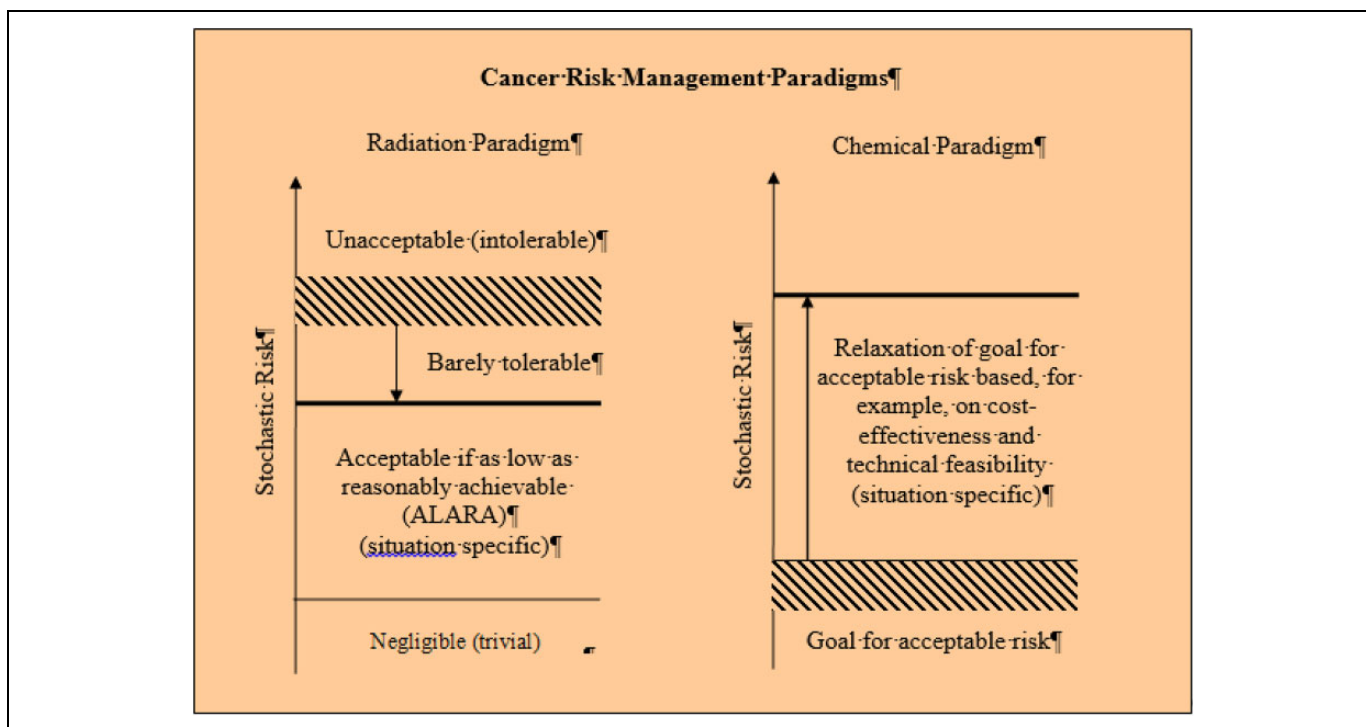 Cancer·Risk·Management·Paradigms¶
Radiation·Paradigm¶
Stochastic·Risk¶
Unacceptable·(intolerable)¶
Barely·tolerable¶
Acceptable·if·as·low·as·
reasonably·achievable·
(ALARA)¶
(situation·specific)¶
Negligible (trivial) ¶
Chemical·Paradigm¶
Stochastic·Risk¶
Relaxation·of·goal·for·
acceptable·risk·based,·for·
example,·on·cost-
effectiveness·and·
technical·feasibility·
(situation·specific)¶
Goal·for·acceptable·risk¶